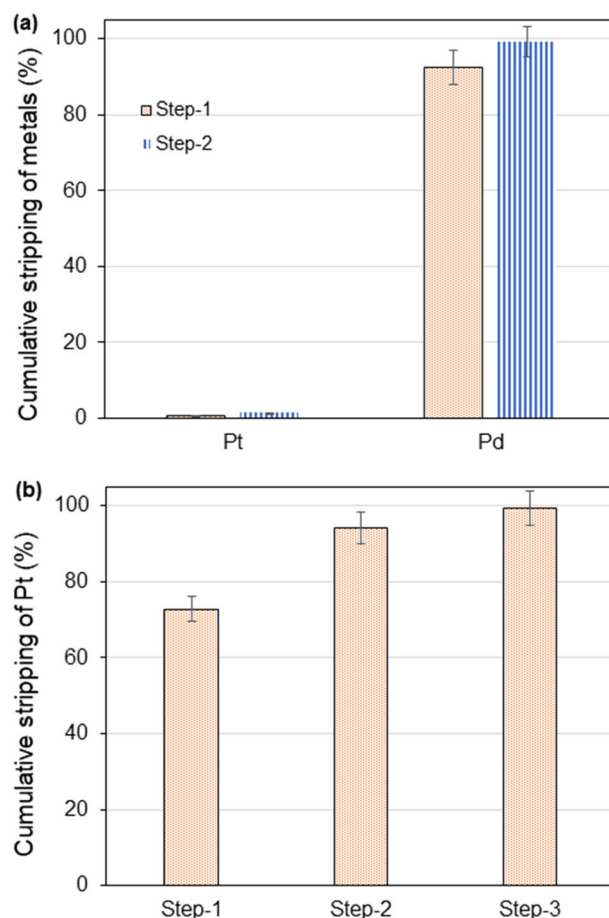 (a)
Cumulative stripping of metals (%)
100
80
60
40
20
0
Step-1
Step-2
Pt
Pd
(b)
Cumulative stripping of Pt (%)
100
80
60
40
20
0
Step-1
Step-2
Step-3